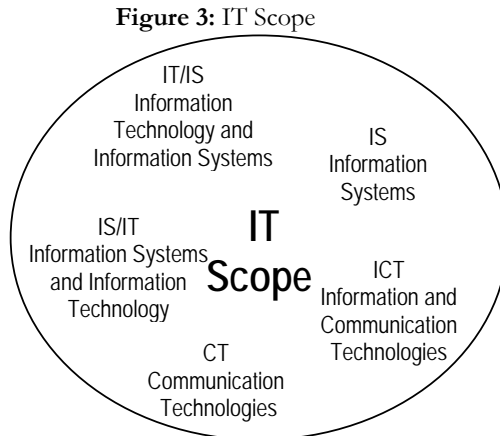 Figure 3: IT Scope
IT/IS
Information
Technology and
Information Systems
IS
Information
Systems
IS/IT
Information Systems
and Information
Technology
IT
Scope
ICT
Information and
Communication
Technologies
CT
Communication
Technologies